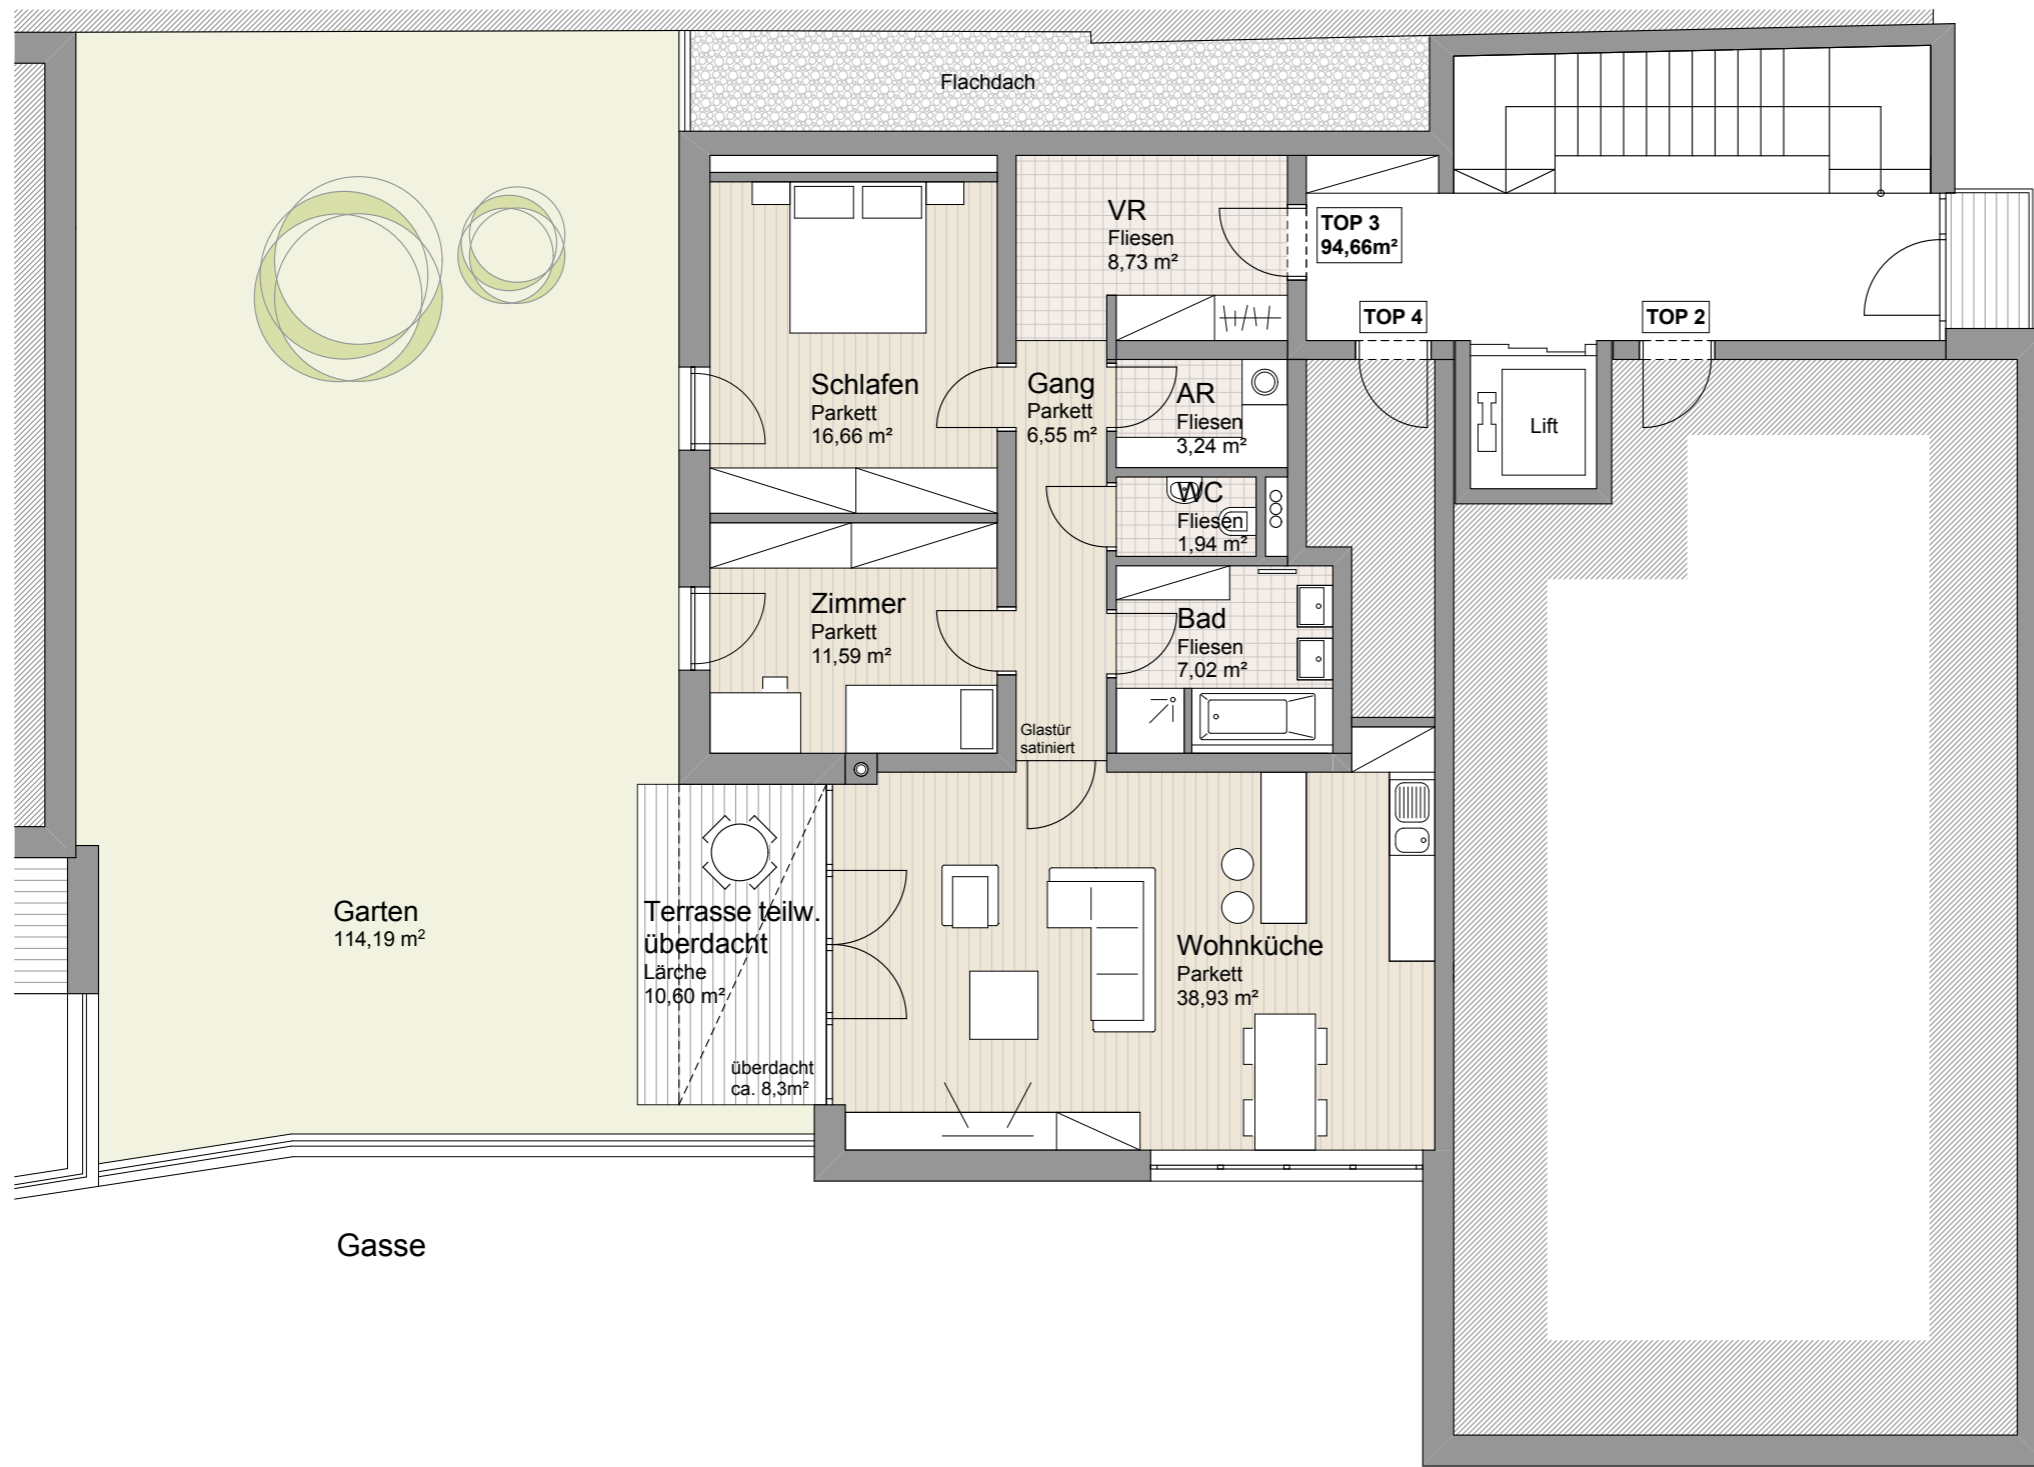 Flachdach
VR
Fliesen
8,73 m²
TOP 3
94,66m²
TOP 4
TOP 2
Schlafen
Parkett
16,66 m²
Gang
Parkett
6,55 m²
AR
Fliesen
3,24 m²
Lift
WC
Fliesen
1,94 m²
Zimmer
Parkett
11,59 m²
Bad
Fliesen
7,02 m²
Glastür
satiniert
Garten
114,19 m²
Terrasse teilw.
überdacht
Lärche
10,60 m²
Wohnküche
Parkett
38,93 m²
überdacht
ca. 8,3m²
Gasse